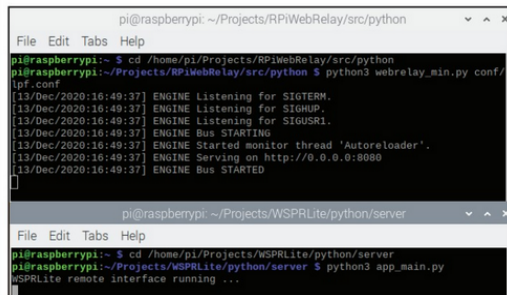 pi@raspberrypi: ~/Projects/RPiWebRelay/src/python
File Edit Tabs Help
pi@raspberrypi:~ $ cd /home/pi/Projects/RPiWebRelay/src/python
pi@raspberrypi:~/Projects/RPiWebRelay/src/python $ python3 webrelay_min.py conf/
lpf.conf
[13/Dec/2020:16:49:37] ENGINE Listening for SIGTERM.
[13/Dec/2020:16:49:37] ENGINE Listening for SIGHUP.
[13/Dec/2020:16:49:37] ENGINE Listening for SIGUSR1.
[13/Dec/2020:16:49:37] ENGINE Bus STARTING
[13/Dec/2020:16:49:37] ENGINE Started monitor thread 'Autoreloader'.
[13/Dec/2020:16:49:37] ENGINE Serving on http://0.0.0.0:8080
[13/Dec/2020:16:49:37] ENGINE Bus STARTED
pi@raspberrypi: ~/Projects/WSPRLite/python/server
File Edit Tabs Help
pi@raspberrypi:~ $ cd /home/pi/Projects/WSPRLite/python/server
pi@raspberrypi:~/Projects/WSPRLite/python/server $ python3 app_main.py
WSPRLite remote interface running ...